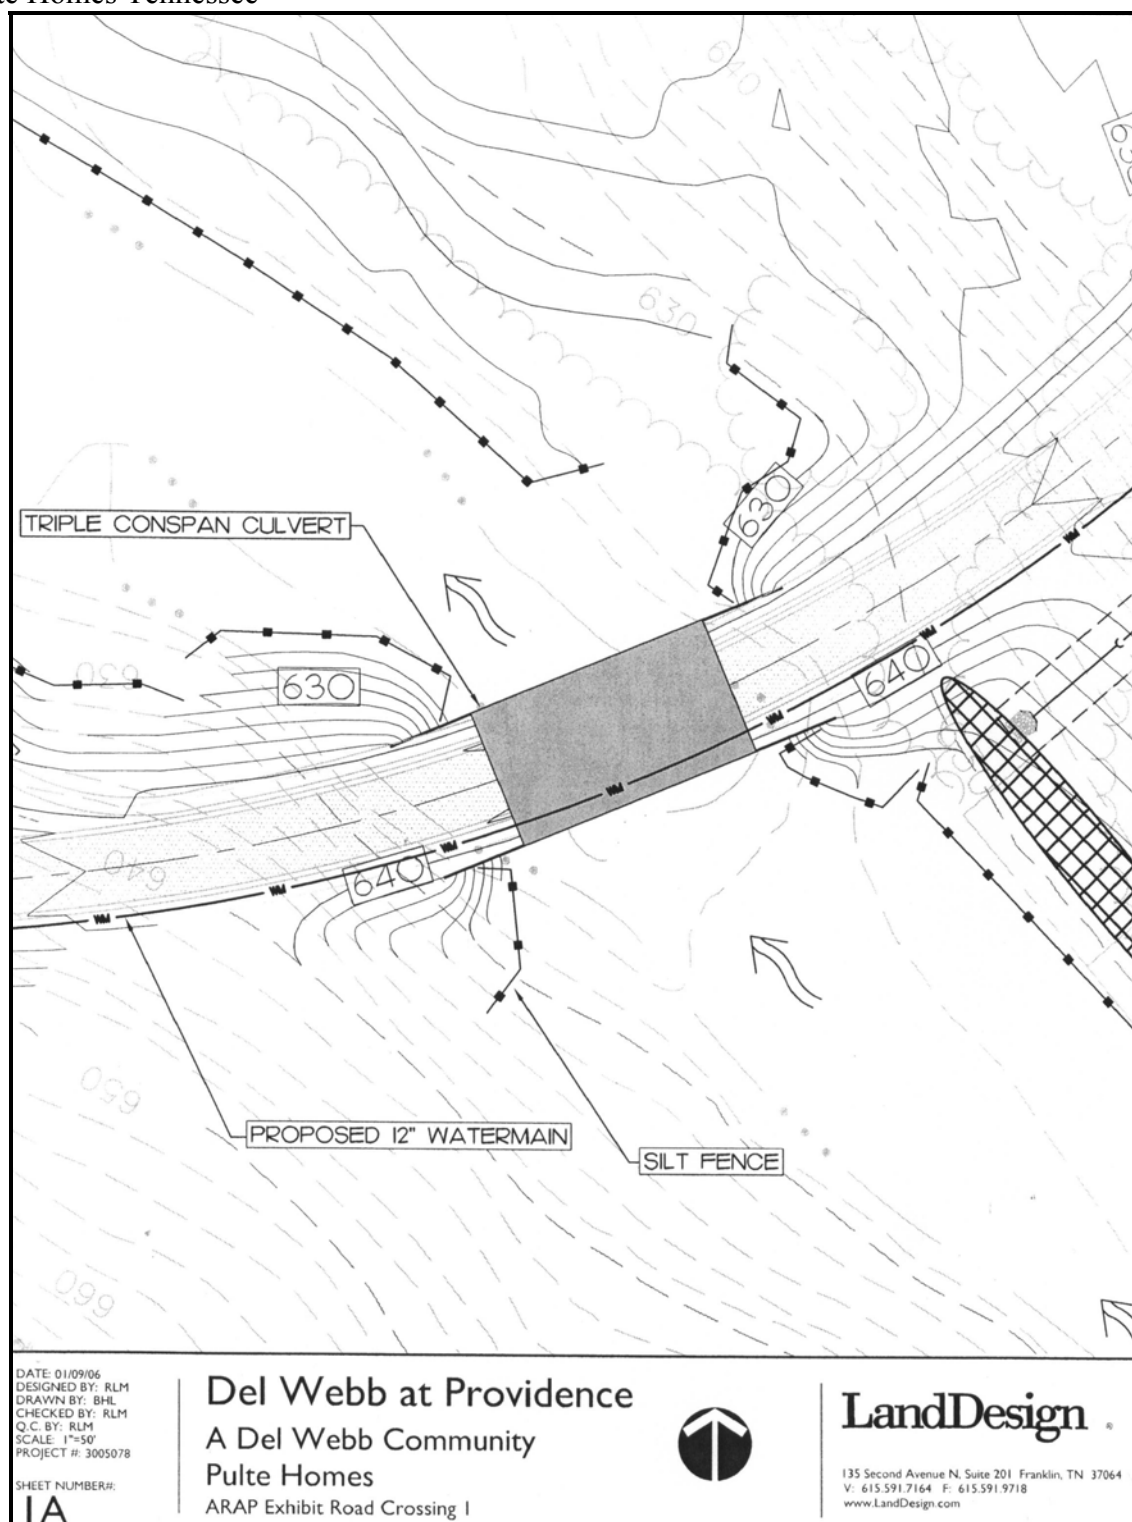 te Homes Tennessee
640
630
630
TRIPLE CONSPAN CULVERT
630
630
640
640
640
650
PROPOSED 12" WATERMAIN
SILT FENCE
660
DATE: 01/09/06
DESIGNED BY: RLM
DRAWN BY: BHL
CHECKED BY: RLM
Q.C. BY: RLM
SCALE: 1"=50'
PROJECT #: 3005078
SHEET NUMBER#:
1A
Del Webb at Providence
A Del Webb Community
Pulte Homes
ARAP Exhibit Road Crossing 1
LandDesign
135 Second Avenue N, Suite 201 Franklin, TN 37064
V: 615.591.7164 F: 615.591.9718
www.LandDesign.com